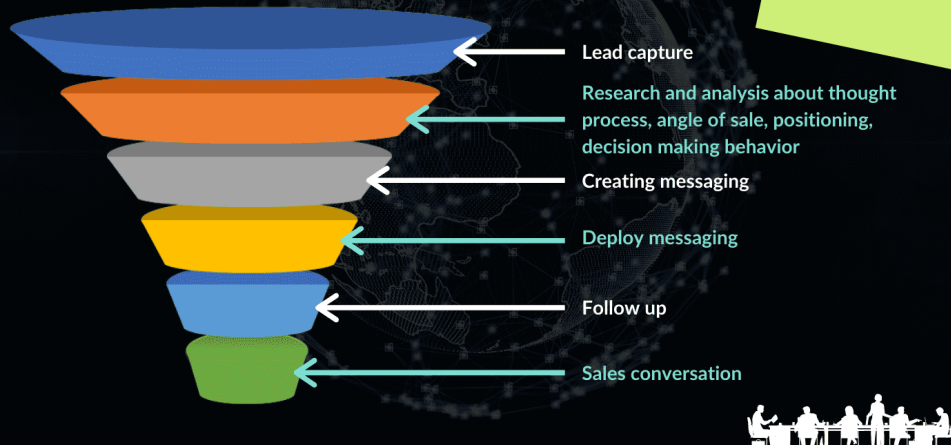 Lead capture
Research and analysis about thought
process, angle of sale, positioning,
decision making behavior
Creating messaging
Deploy messaging
Follow up
Sales conversation